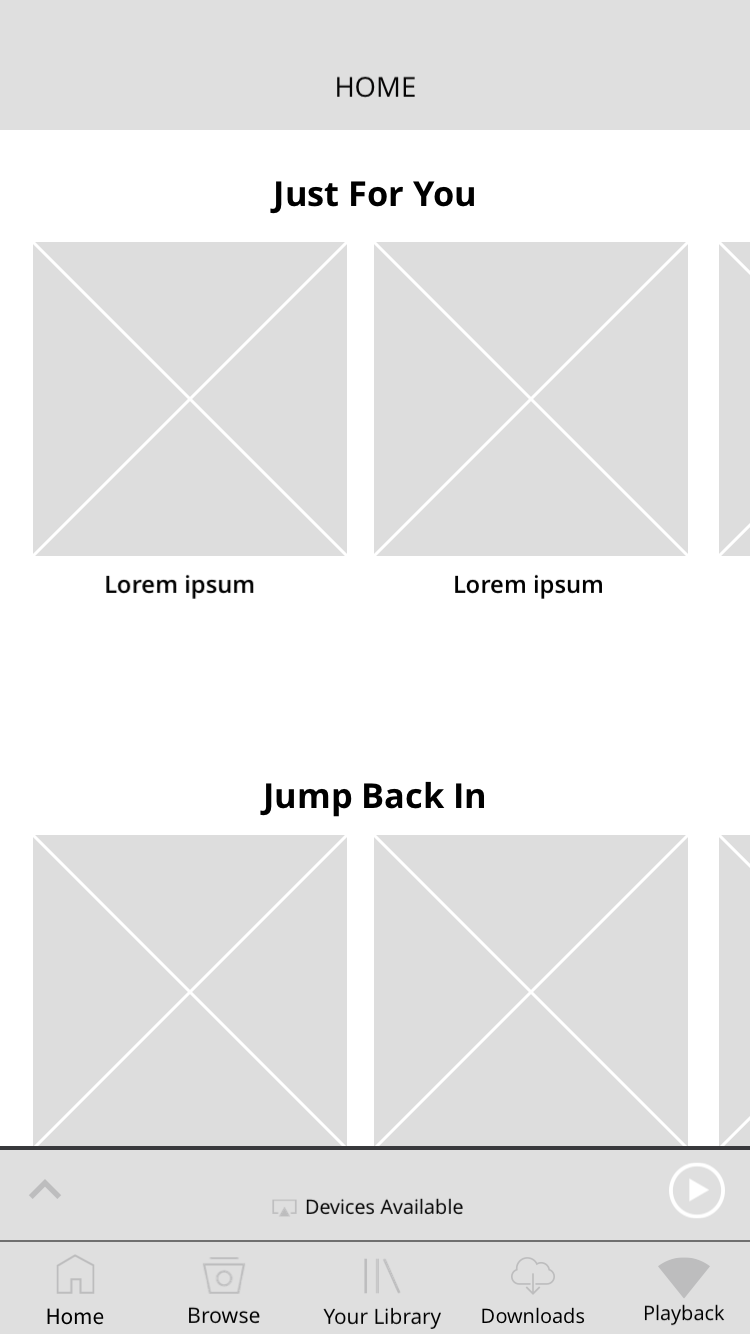 HOME
Just For You
Lorem ipsum
Lorem ipsum
Jump Back In
Devices Available
Home
Browse
Your Library
Downloads
Playback